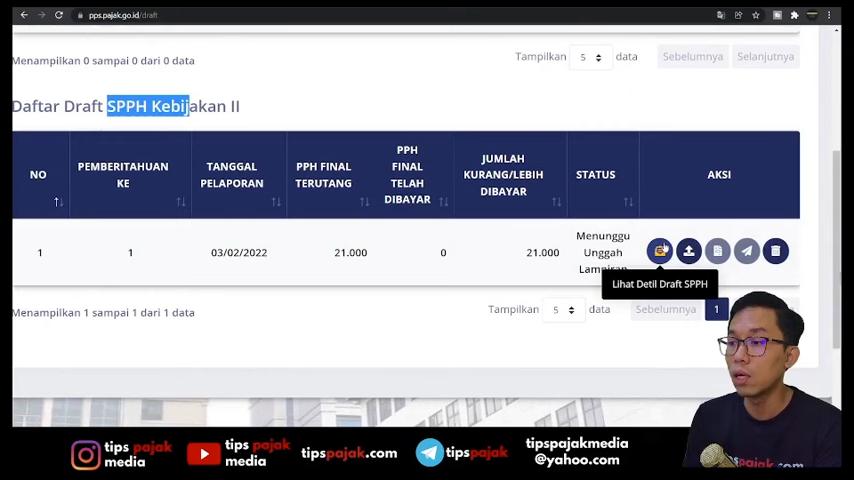 pps.pajak.go.id/draft
Menampilkan 0 sampai 0 dari 0 data
Tampilkan 5 data Sebelumnya Selanjutnya
Daftar Draft SPPH Kebijakan II
NO
PEMBERITAHUAN
KE
TANGGAL
PELAPORAN
PPH FINAL
TERUTANG
PPH
FINAL
TELAH
DIBAYAR
JUMLAH
KURANG/LEBIH
DIBAYAR
STATUS
AKSI
1 1 03/02/2022 21.000 0 21.000
Menunggu
Unggah
Lampiran
Lihat Detil Draft SPPH
Menampilkan 1 sampai 1 dari 1 data
Tampilkan 5 data Sebelumnya 1
tips pajak
media
tips pajak
media
tipspajak.com
tipspajak
tipspajakmedia
@yahoo.com